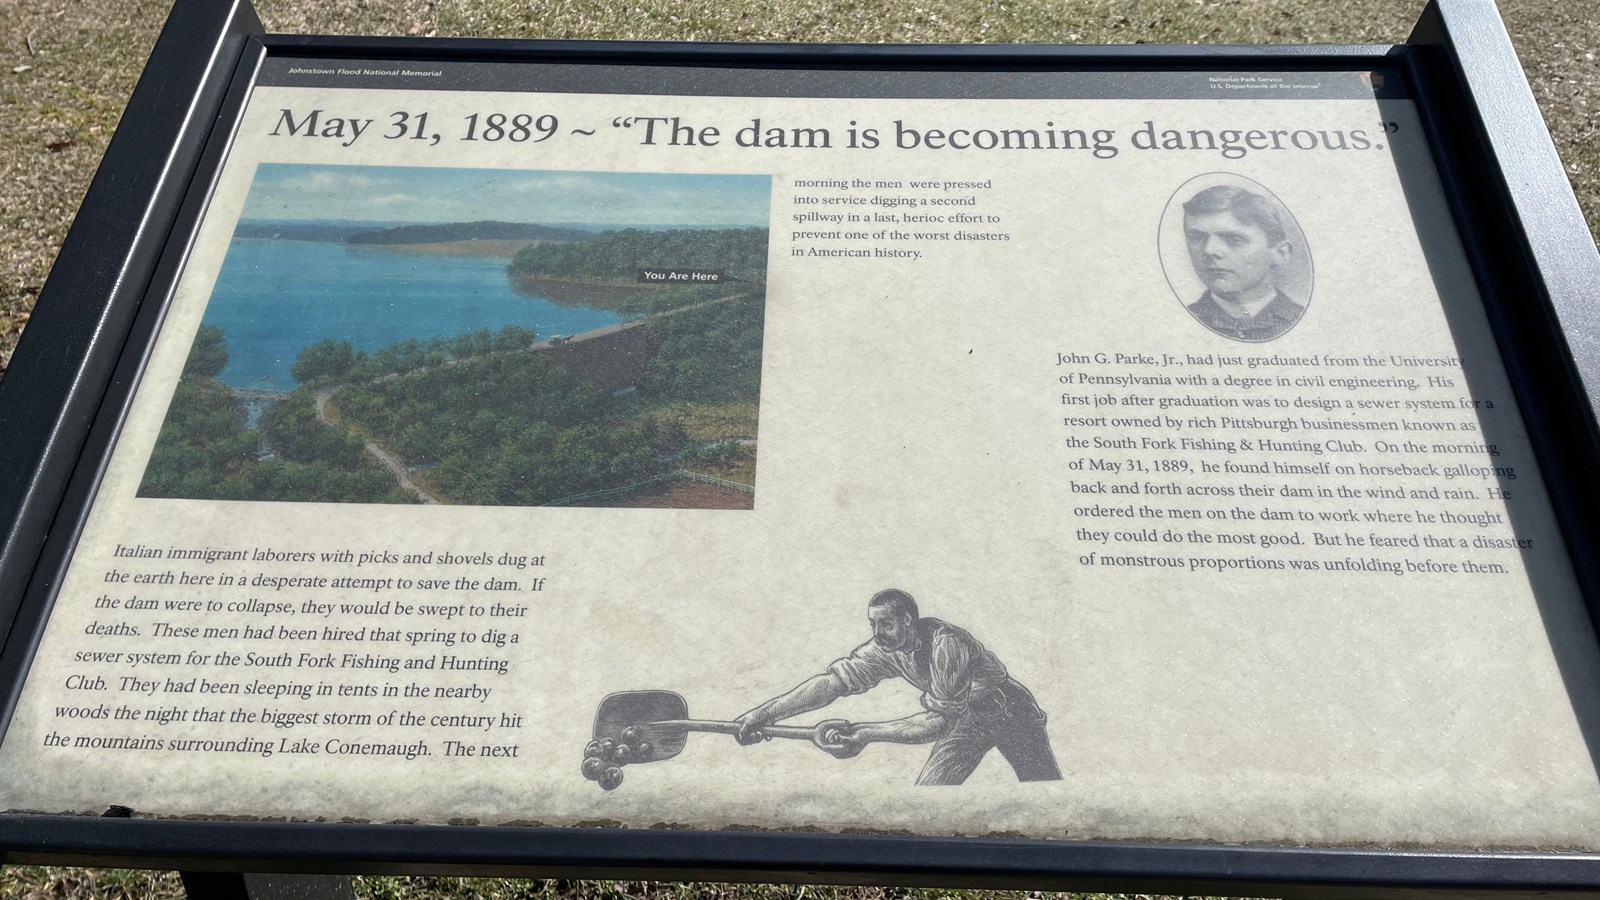 Johnstown Flood National Memorial
National Park Service
U.S. Department of the Interior
May 31, 1889 ~ “The dam is becoming dangerous.”
You Are Here
Italian immigrant laborers with picks and shovels dug at
the earth here in a desperate attempt to save the dam. If
the dam were to collapse, they would be swept to their
deaths. These men had been hired that spring to dig a
sewer system for the South Fork Fishing and Hunting
Club. They had been sleeping in tents in the nearby
woods the night that the biggest storm of the century hit
the mountains surrounding Lake Conemaugh. The next
morning the men were pressed
into service digging a second
spillway in a last, herioc effort to
prevent one of the worst disasters
in American history.
John G. Parke, Jr., had just graduated from the University
of Pennsylvania with a degree in civil engineering. His
first job after graduation was to design a sewer system for a
resort owned by rich Pittsburgh businessmen known as
the South Fork Fishing & Hunting Club. On the morning
of May 31, 1889, he found himself on horseback galloping
back and forth across their dam in the wind and rain. He
ordered the men on the dam to work where he thought
they could do the most good. But he feared that a disaster
of monstrous proportions was unfolding before them.